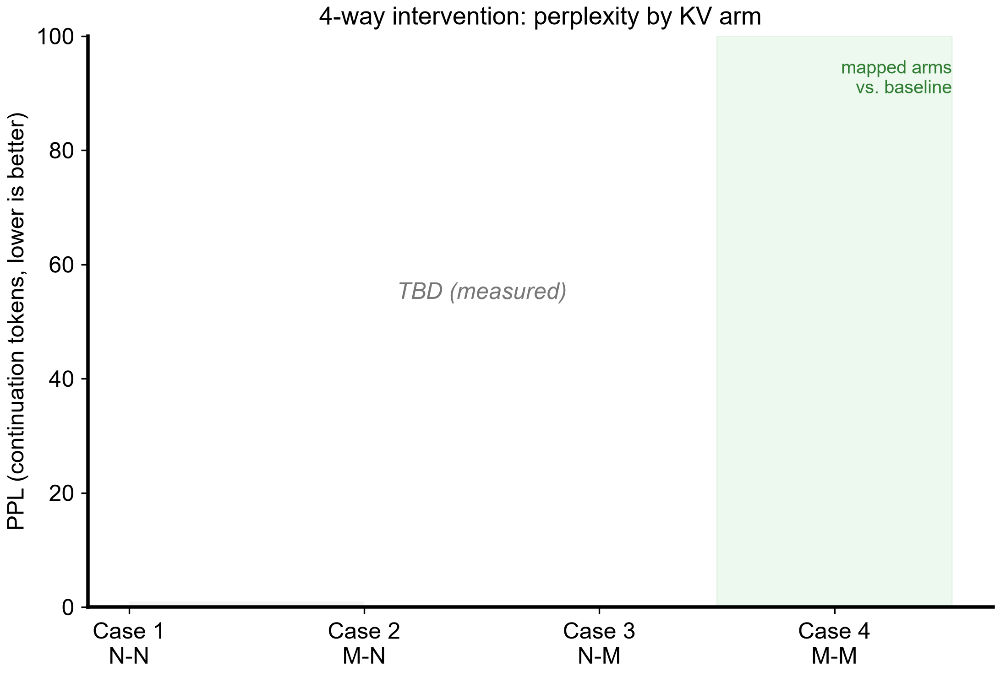 4-way intervention: perplexity by KV arm
PPL (continuation tokens, lower is better)
100
80
60
40
20
0
mapped arms
vs. baseline
TBD (measured)
Case 1
N-N
Case 2
M-N
Case 3
N-M
Case 4
M-M